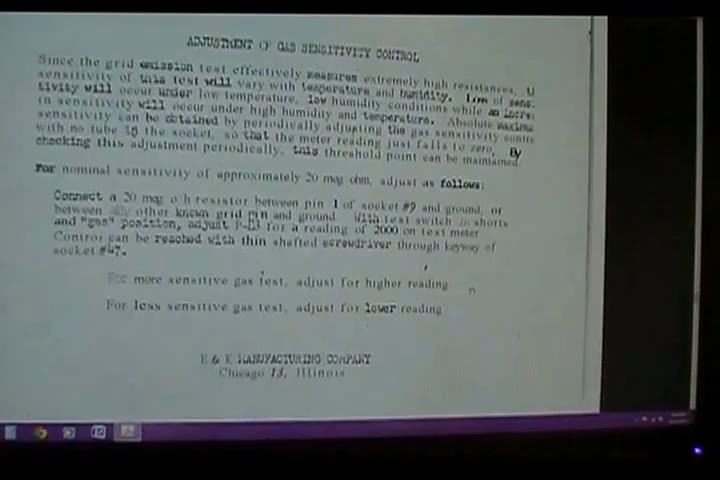 ADJUSTMENT OF GAS SENSITIVITY CONTROL
Since the grid emission test effectively measures extremely high resistances,
sensitivity of this test will vary with temperature and humidity. Loss of sens
tivity will occur under low temperature, low humidity conditions while an incre
in sensitivity will occur under high humidity and temperature. Absolute maximu
sensitivity can be obtained by periodically adjusting the gas sensitivity contro
with no tube in the socket, so that the meter reading just falls to zero. By
checking this adjustment periodically, this threshold point can be maintained.
For nominal sensitivity of approximately 20 meg ohm, adjust as follows:
Connect a 20 meg resistor between pin 1 of socket #9 and ground, or
between any other known grid pin and ground. With test switch in shorts
and "gas" position, adjust for a reading of 2000 on test meter
Control can be reached with thin shafted screwdriver through keyway of
socket #47.
For more sensitive gas test, adjust for higher reading
For less sensitive gas test, adjust for lower reading
MANUFACTURING COMPANY
Chicago 13, Illinois